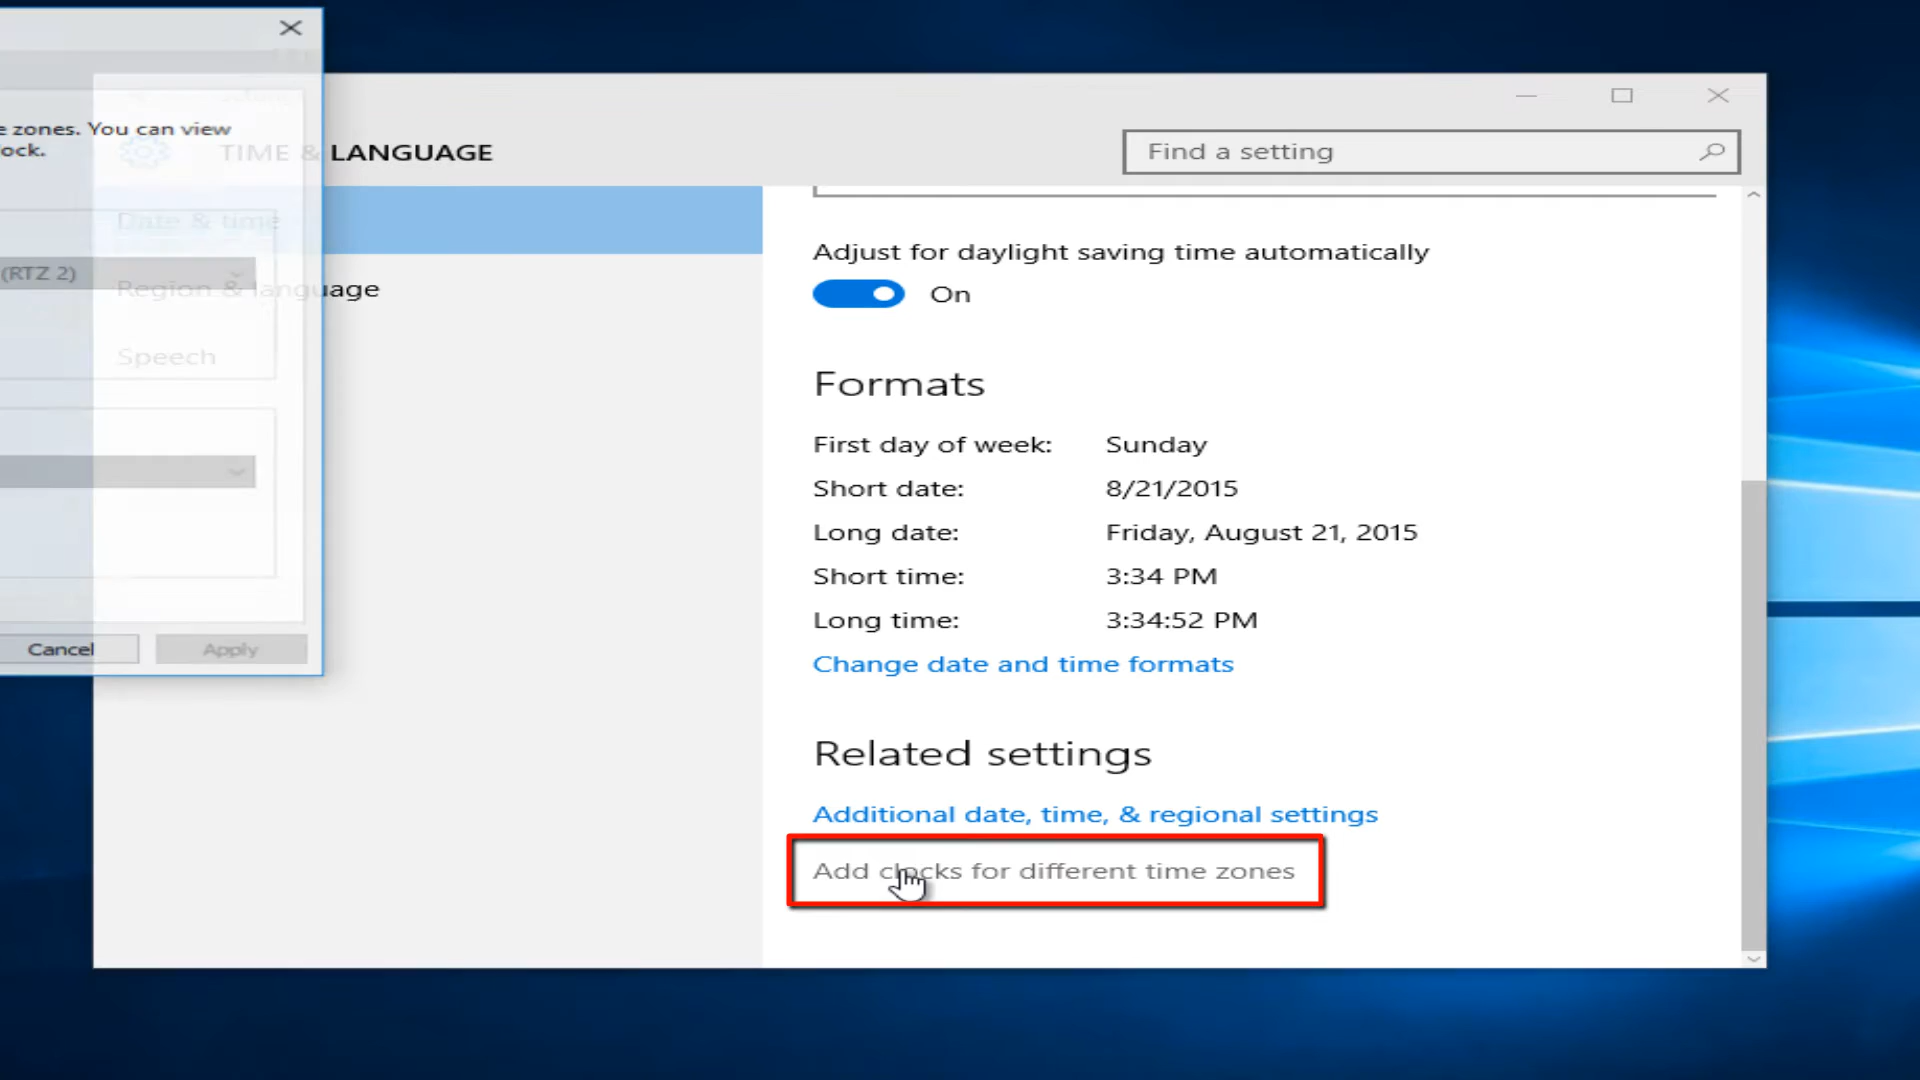 e zones. You can view
ock.
(RTZ 2)
Cancel
Apply
TIME & LANGUAGE
Find a setting
Date & time
Region & language
Speech
Adjust for daylight saving time automatically
On
Formats
First day of week: Sunday
Short date: 8/21/2015
Long date: Friday, August 21, 2015
Short time: 3:34 PM
Long time: 3:34:52 PM
Change date and time formats
Related settings
Additional date, time, & regional settings
Add clocks for different time zones